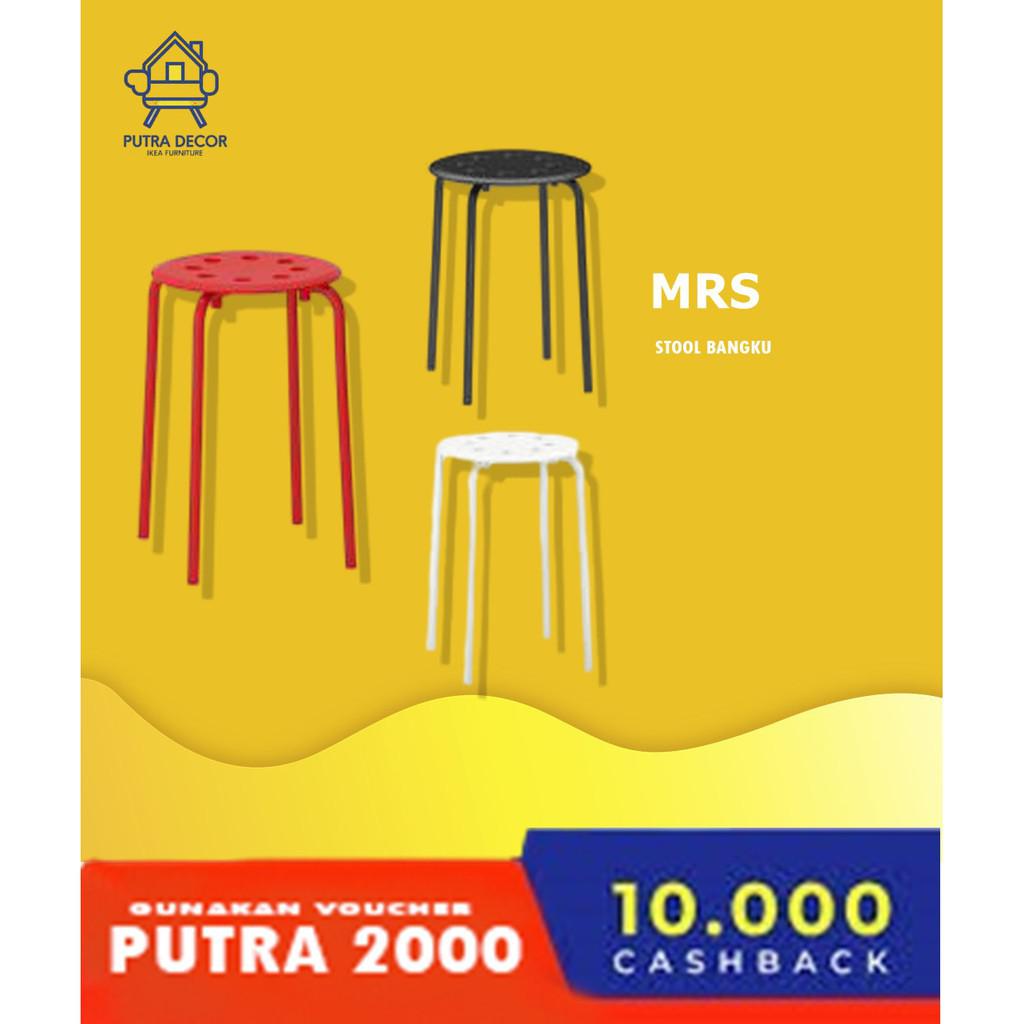 PUTRA DECOR
IKEA FURNITURE
MRS
STOOL BANGKU
GUNAKAN VOUCHER
PUTRA 2000
10.000
CASHBACK